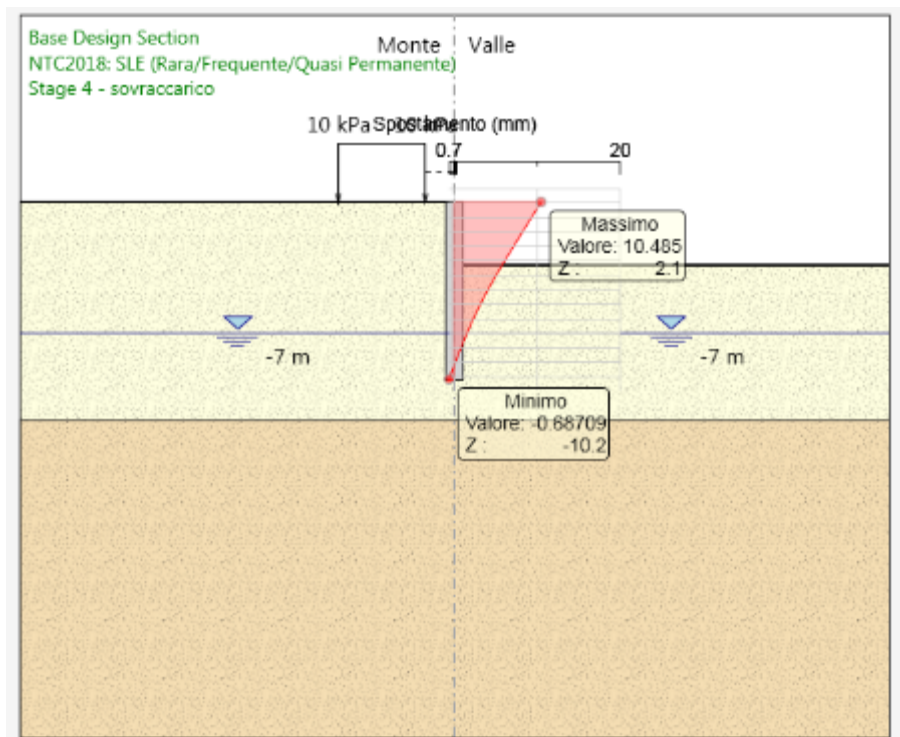 Base Design Section
NTC2018: SLE (Rara/Frequente/Quasi Permanente)
Stage 4 - sovraccarico
Monte
Valle
10 kPa
Spostamento (mm)
0.7
20
Massimo
Valore: 10.485
Z : 2.1
-7 m
-7 m
Minimo
Valore: -0.68709
Z : -10.2